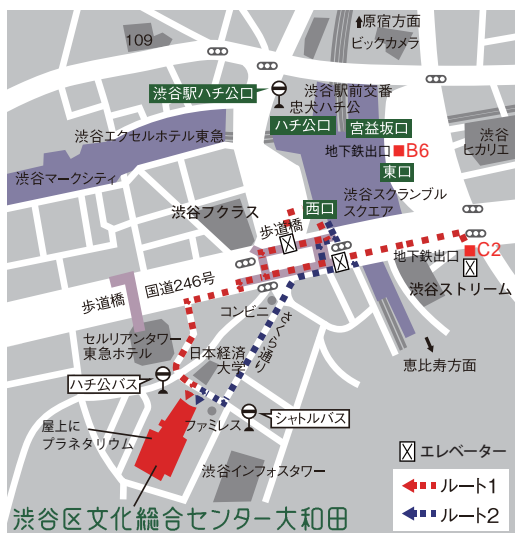 原宿方面
ビックカメラ
109
渋谷駅ハチ公口
渋谷駅前交番
忠犬ハチ公
ハチ公口
宮益坂口
渋谷エクセルホテル東急
地下鉄出口
B6
渋谷
ヒカリエ
東口
渋谷マークシティ
渋谷スクランブル
スクエア
西口
渋谷フクラス
歩道橋
地下鉄出口
C2
国道246号
歩道橋
渋谷ストリーム
コンビニ
さくら通り
セルリアンタワー
東急ホテル
日本経済
大学
恵比寿方面
ハチ公バス
シャトルバス
屋上に
プラネタリウム
ファミレス
エレベーター
渋谷インフォスタワー
ルート1
ルート2
渋谷区文化総合センター大和田